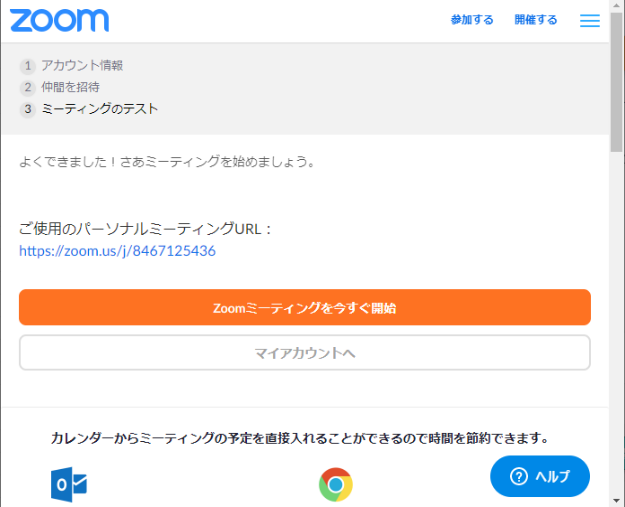 zoom
参加する 開催する
1 アカウント情報
2 仲間を招待
3 ミーティングのテスト
よくできました！さあミーティングを始めましょう。
ご使用のパーソナルミーティングURL：
https://zoom.us/j/8467125436
Zoomミーティングを今すぐ開始
マイアカウントへ
カレンダーからミーティングの予定を直接入れることができるので時間を節約できます。
? ヘルプ